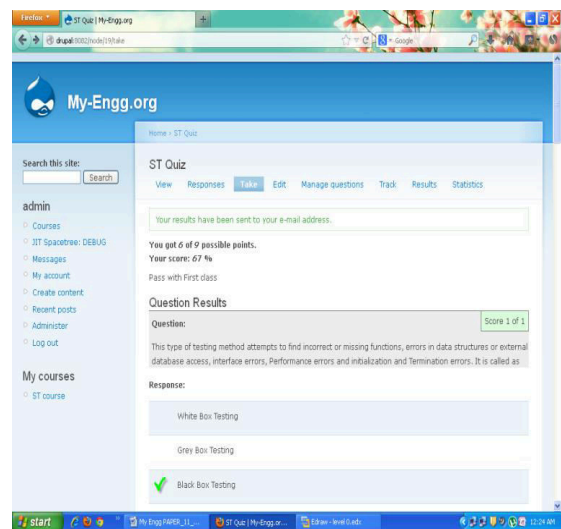 Firefox
ST Quiz | My-Engg.org
drupal:8082/node/19/take
Google
My-Engg.org
Home › ST Quiz
Search this site:
Search
admin
Courses
JIT Spacetree: DEBUG
Messages
My account
Create content
Recent posts
Administer
Log out
My courses
ST course
ST Quiz
View Responses Take Edit Manage questions Track Results Statistics
Your results have been sent to your e-mail address.
You got 6 of 9 possible points.
Your score: 67 %
Pass with First class
Question Results
Question:
Score 1 of 1
This type of testing method attempts to find incorrect or missing functions, errors in data structures or external
database access, interface errors, Performance errors and initialization and Termination errors. It is called as
Response:
White Box Testing
Grey Box Testing
Black Box Testing
start
My Engg PAPER_11_...
ST Quiz | My-Engg.or...
Edraw - level 0.edx
12:24 AM